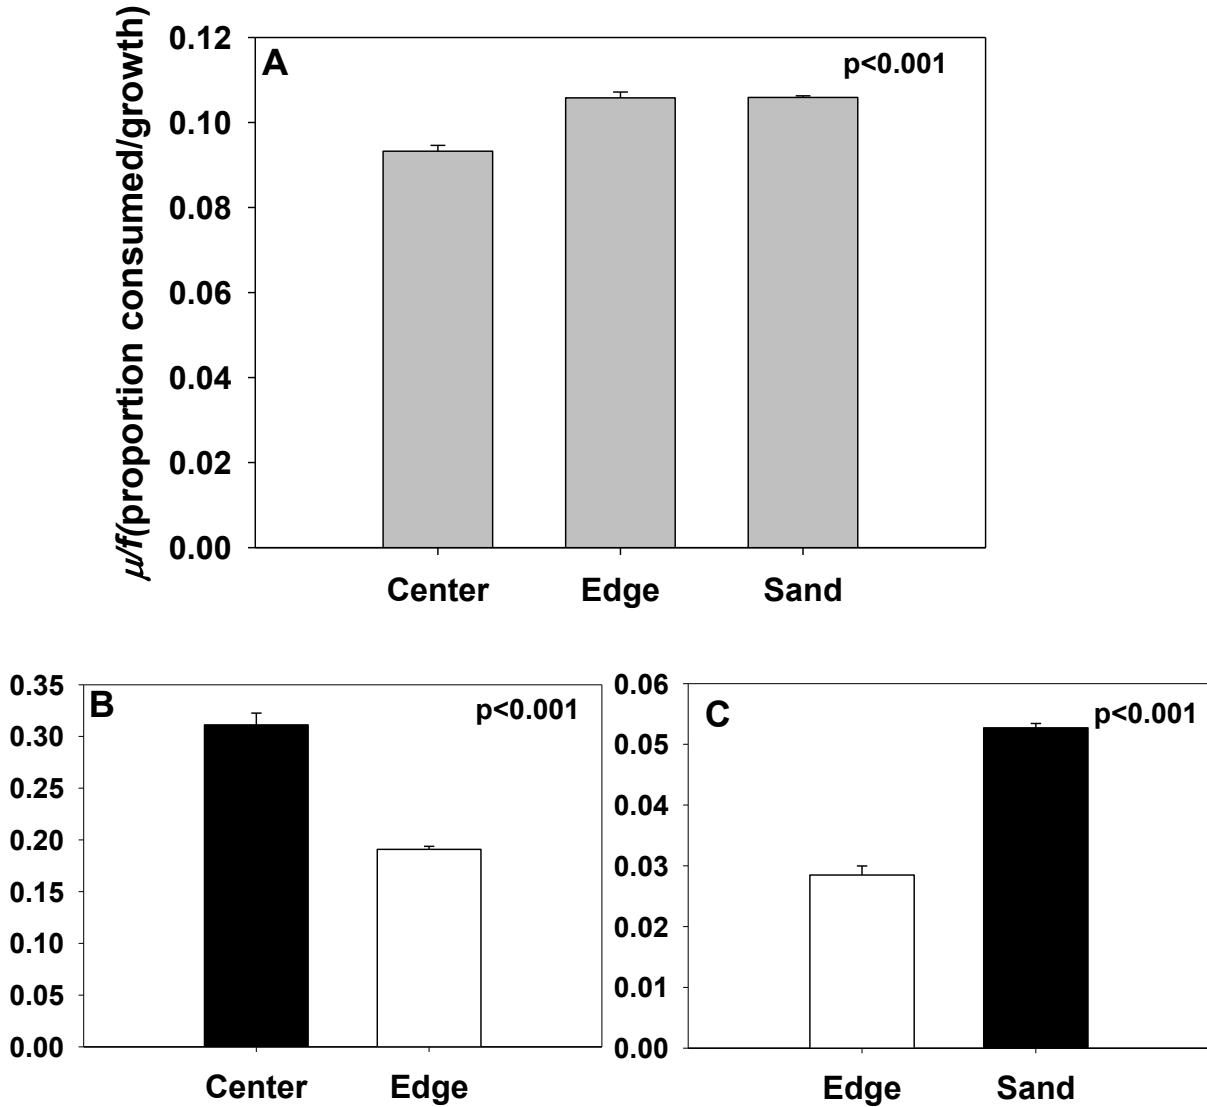 μ/f(proportion consumed/growth)
0.12
0.10
0.08
0.06
0.04
0.02
0.00
A
p<0.001
Center Edge Sand
0.35
0.30
0.25
0.20
0.15
0.10
0.05
0.00
B
p<0.001
Center Edge
0.06
0.05
0.04
0.03
0.02
0.01
0.00
C
p<0.001
Edge Sand